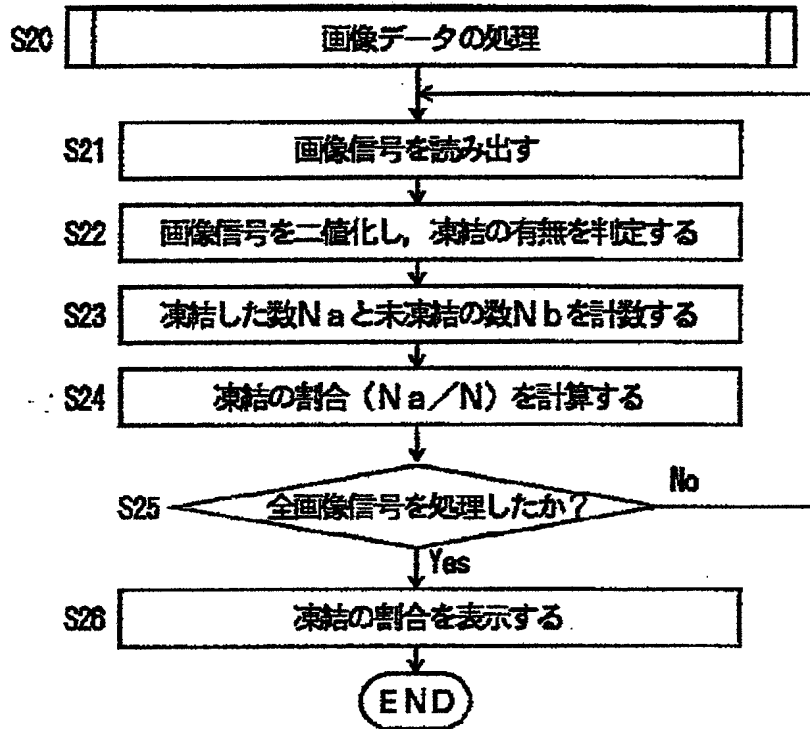 S20 画像データの処理
S21 画像信号を読み出す
S22 画像信号を二値化し，凍結の有無を判定する
S23 凍結した数Ｎａと未凍結の数Ｎｂを計数する
S24 凍結の割合（Ｎａ／Ｎ）を計算する
No
S25 全画像信号を処理したか？
Yes
S26 凍結の割合を表示する
ＥＮＤ